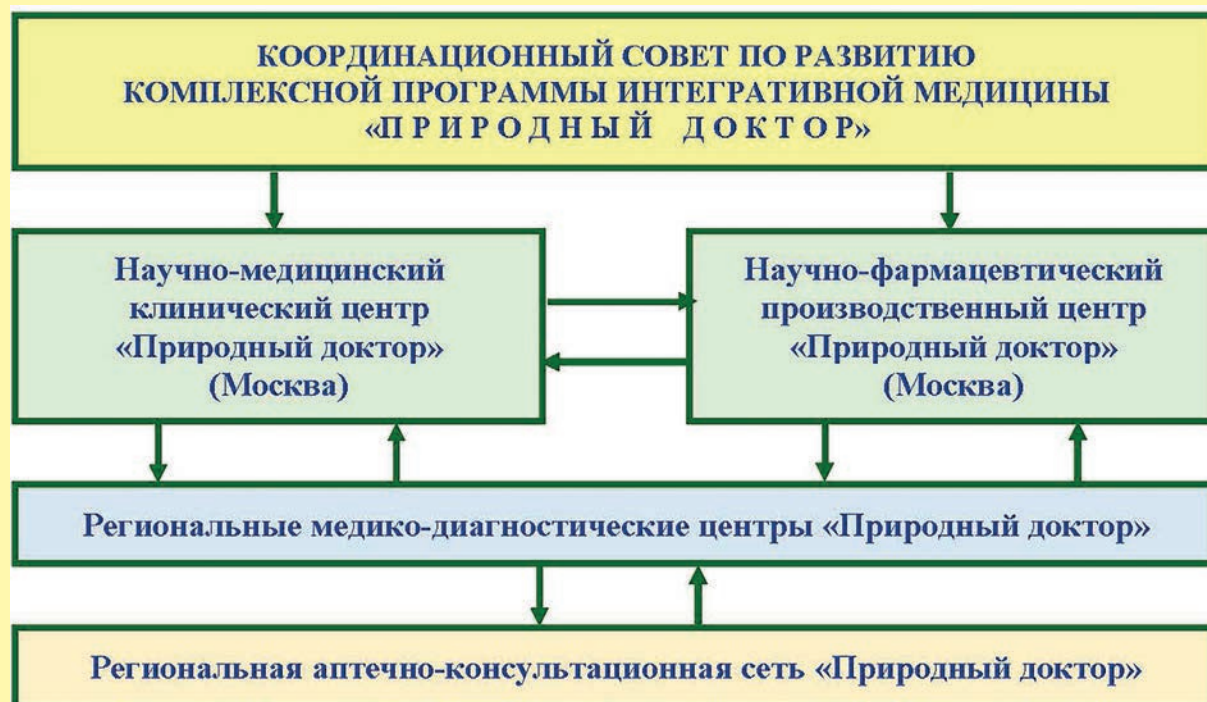 КООРДИНАЦИОННЫЙ СОВЕТ ПО РАЗВИТИЮ
КОМПЛЕКСНОЙ ПРОГРАММЫ ИНТЕГРАТИВНОЙ МЕДИЦИНЫ
«П Р И Р О Д Н Ы Й Д О К Т О Р»
Научно-медицинский
клинический центр
«Природный доктор»
(Москва)
Научно-фармацевтический
производственный центр
«Природный доктор»
(Москва)
Региональные медико-диагностические центры «Природный доктор»
Региональная аптечно-консультационная сеть «Природный доктор»